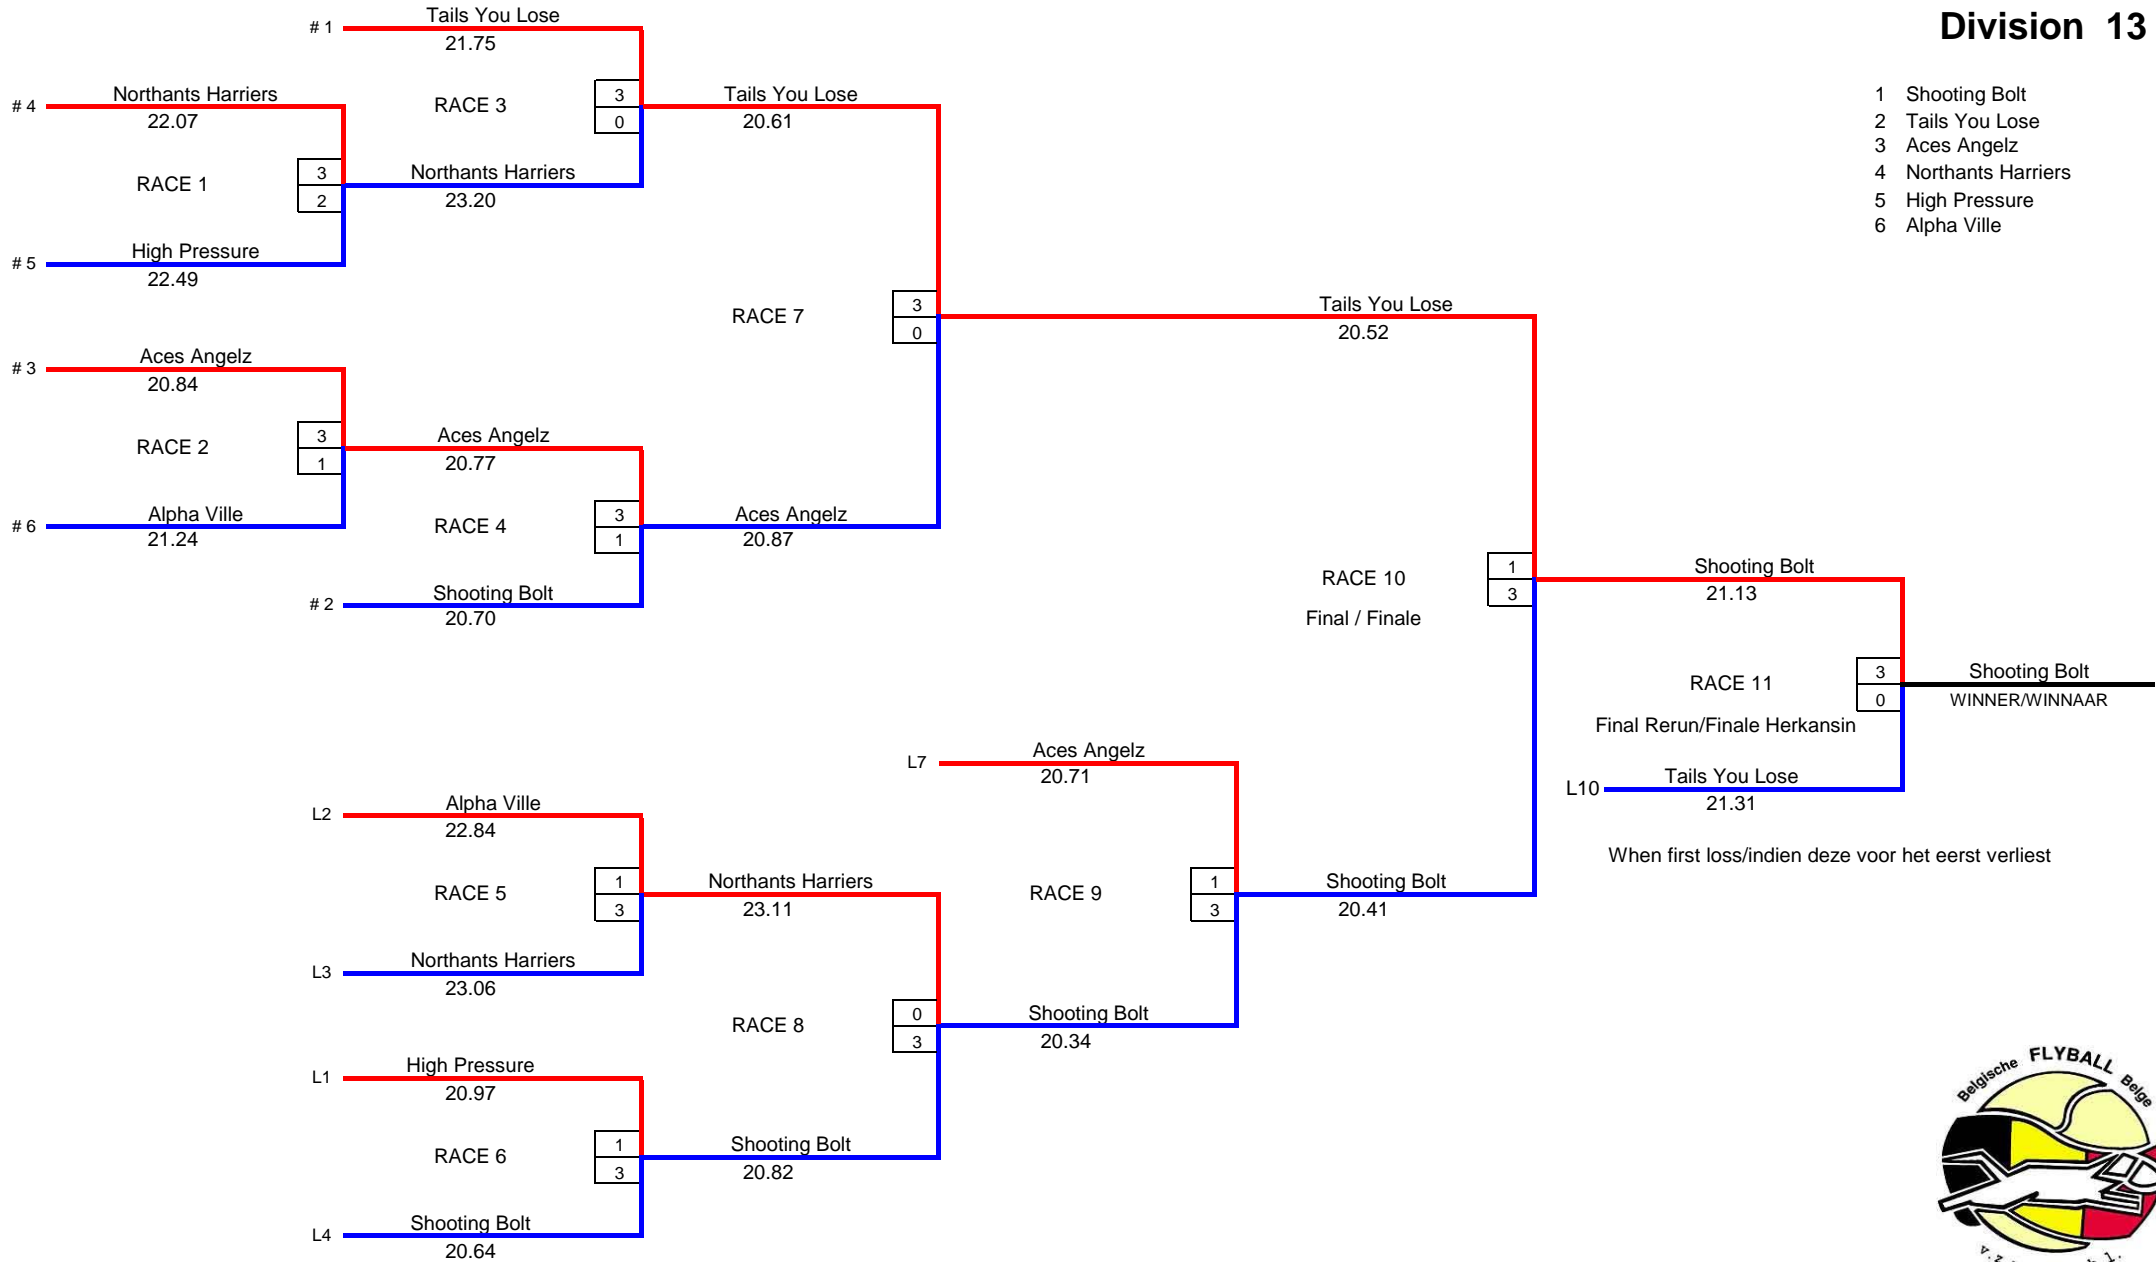 Division 13
1 Shooting Bolt
2 Tails You Lose
3 Aces Angelz
4 Northants Harriers
5 High Pressure
6 Alpha Ville
# 1 Tails You Lose
21.75
# 4 Northants Harriers
22.07
RACE 3
3
0
Tails You Lose
20.61
RACE 1
3
2
Northants Harriers
23.20
# 5 High Pressure
22.49
RACE 7
3
0
Tails You Lose
20.52
# 3 Aces Angelz
20.84
RACE 2
3
1
Aces Angelz
20.77
# 6 Alpha Ville
21.24
RACE 4
3
1
Aces Angelz
20.87
# 2 Shooting Bolt
20.70
RACE 10
Final / Finale
1
3
Shooting Bolt
21.13
RACE 11
Final Rerun/Finale Herkansin
3
0
Shooting Bolt
WINNER/WINNAAR
L10 Tails You Lose
21.31
When first loss/indien deze voor het eerst verliest
L7 Aces Angelz
20.71
L2 Alpha Ville
22.84
RACE 5
1
3
Northants Harriers
23.11
RACE 9
1
3
Shooting Bolt
20.41
L3 Northants Harriers
23.06
RACE 8
0
3
Shooting Bolt
20.34
L1 High Pressure
20.97
RACE 6
1
3
Shooting Bolt
20.82
L4 Shooting Bolt
20.64
Belgische FLYBALL Belge